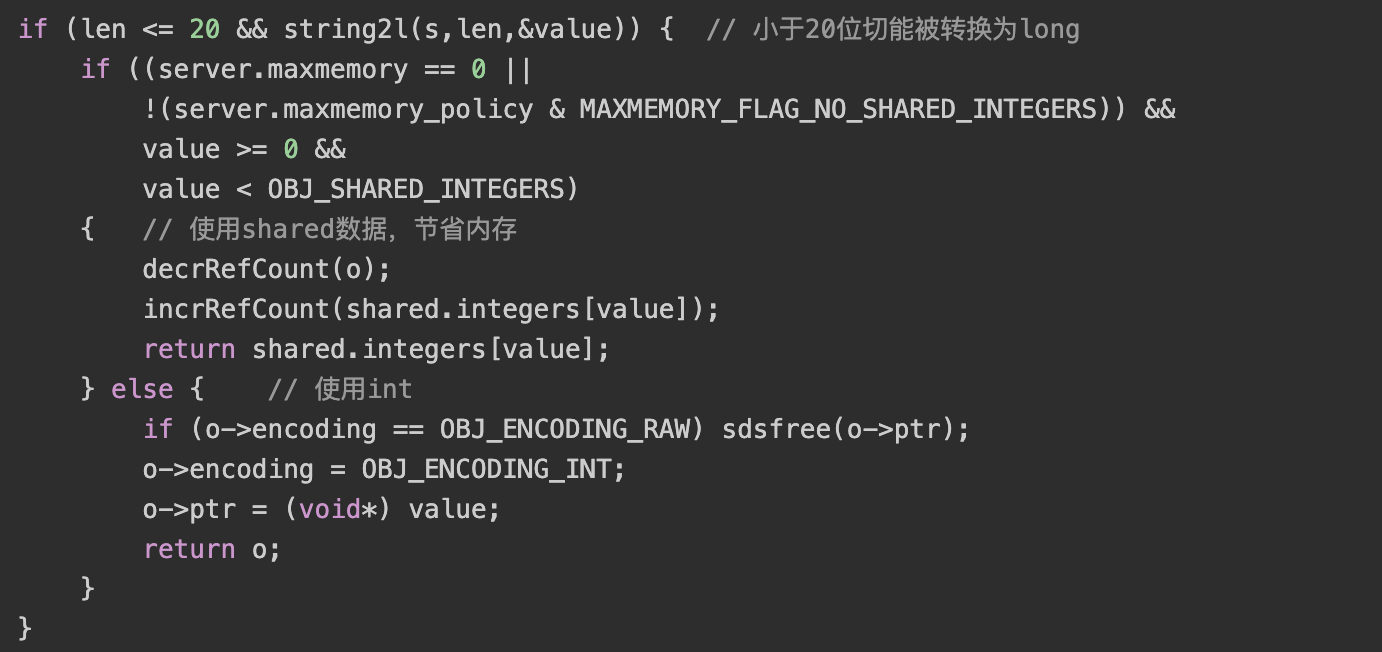 if (len <= 20 && string2l(s,len,&value)) {  // 小于20位切能被转换为long
    if ((server.maxmemory == 0 ||
        !(server.maxmemory_policy & MAXMEMORY_FLAG_NO_SHARED_INTEGERS)) &&
        value >= 0 &&
        value < OBJ_SHARED_INTEGERS)
    {   // 使用shared数据，节省内存
        decrRefCount(o);
        incrRefCount(shared.integers[value]);
        return shared.integers[value];
    } else {    // 使用int
        if (o->encoding == OBJ_ENCODING_RAW) sdsfree(o->ptr);
        o->encoding = OBJ_ENCODING_INT;
        o->ptr = (void*) value;
        return o;
    }
}